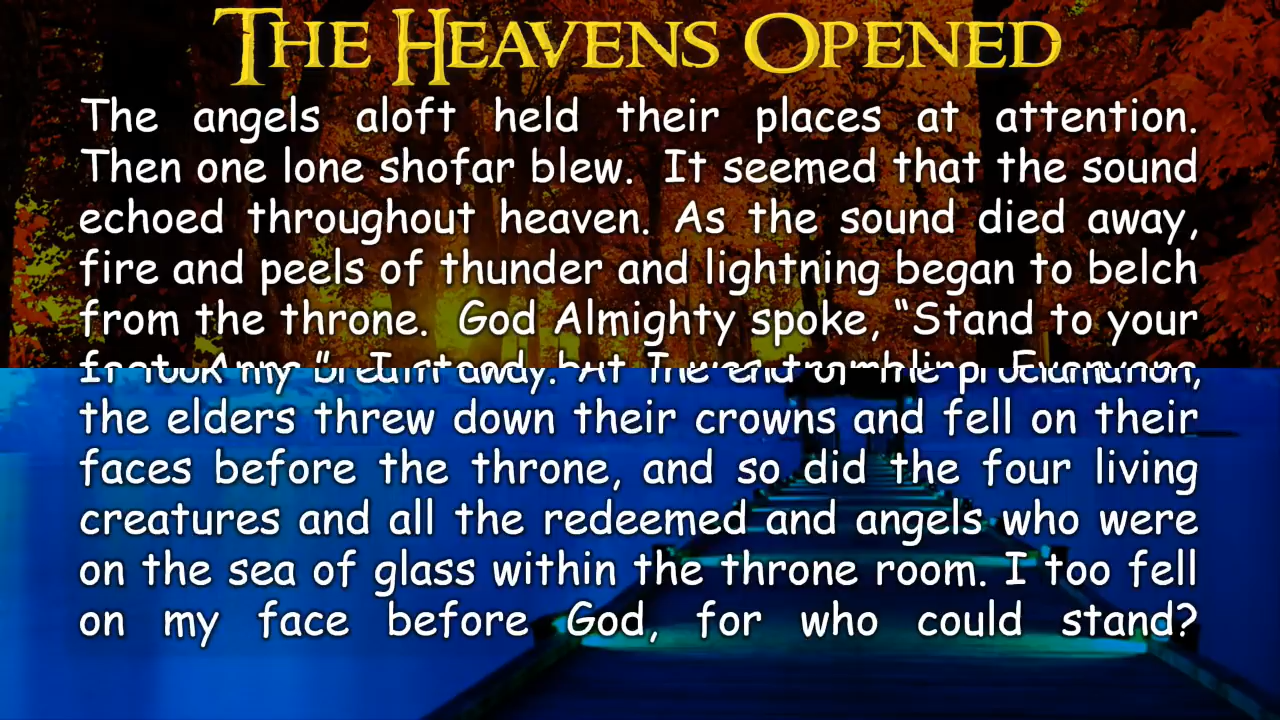 THE HEAVENS OPENED
The angels aloft held their places at attention.
Then one lone shofar blew. It seemed that the sound
echoed throughout heaven. As the sound died away,
fire and peels of thunder and lightning began to belch
from the throne. God Almighty spoke, “Stand to your
the elders threw down their crowns and fell on their
faces before the throne, and so did the four living
creatures and all the redeemed and angels who were
on the sea of glass within the throne room. I too fell
on my face before God, for who could stand?